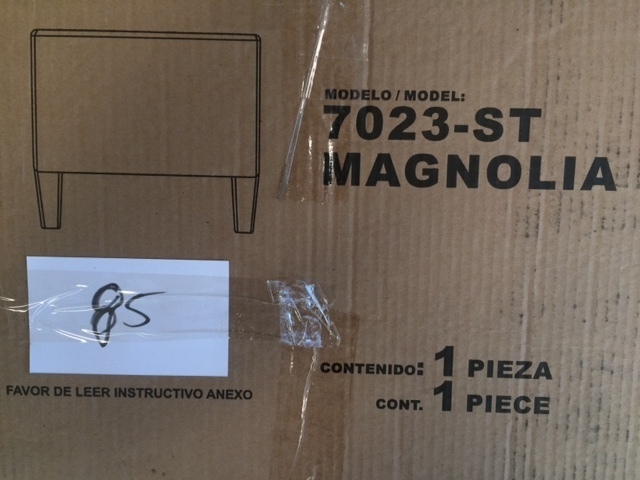 MODELO / MODEL:
7023-ST
MAGNOLIA
85
FAVOR DE LEER INSTRUCTIVO ANEXO
CONTENIDO: 1 PIEZA
CONT. 1 PIECE